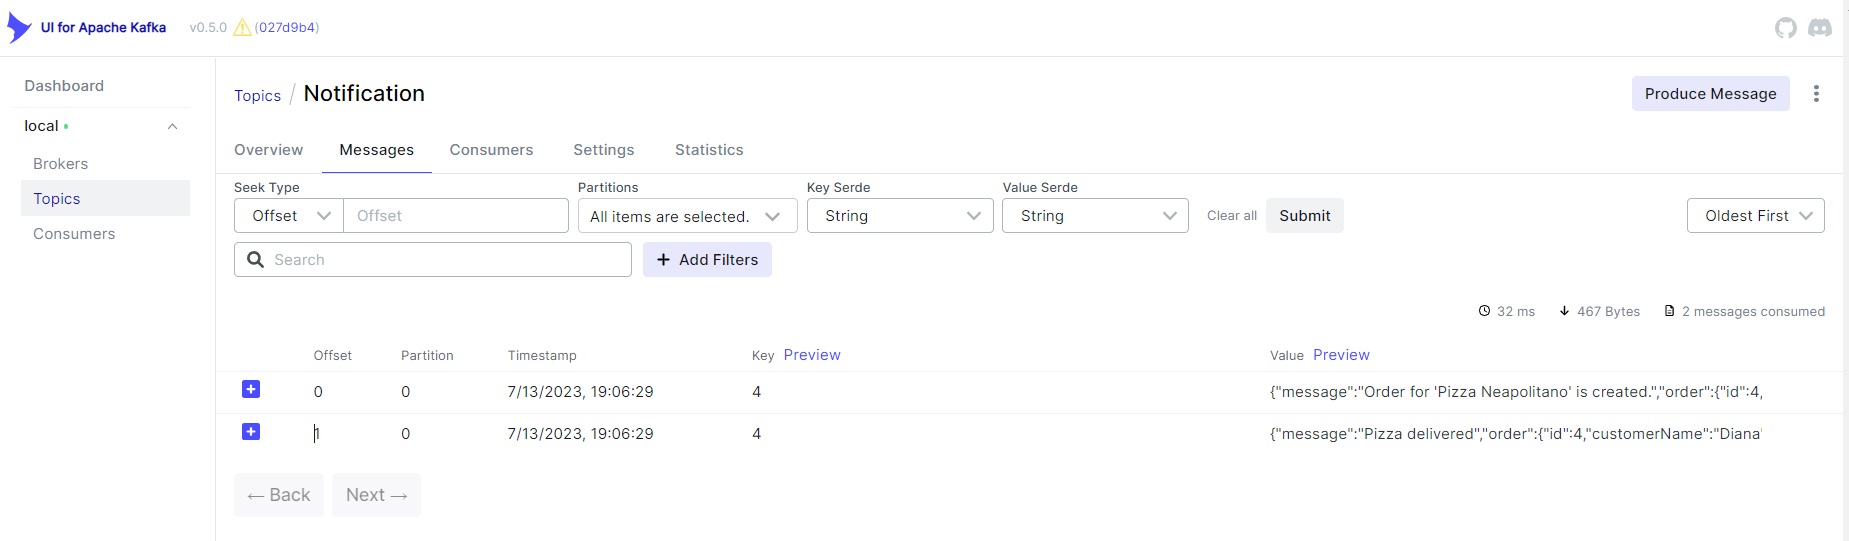 UI for Apache Kafka v0.5.0 (027d9b4)
Dashboard
local
Brokers
Topics
Consumers
Topics / Notification
Produce Message
Overview Messages Consumers Settings Statistics
Seek Type Partitions Key Serde Value Serde
Offset Offset All items are selected. String String Clear all Submit Oldest First
Search + Add Filters
32 ms 467 Bytes 2 messages consumed
Offset Partition Timestamp Key Preview Value Preview
0 0 7/13/2023, 19:06:29 4 {"message":"Order for 'Pizza Neapolitano' is created.","order":{"id":4,
1 0 7/13/2023, 19:06:29 4 {"message":"Pizza delivered","order":{"id":4,"customerName":"Diana"
← Back Next →